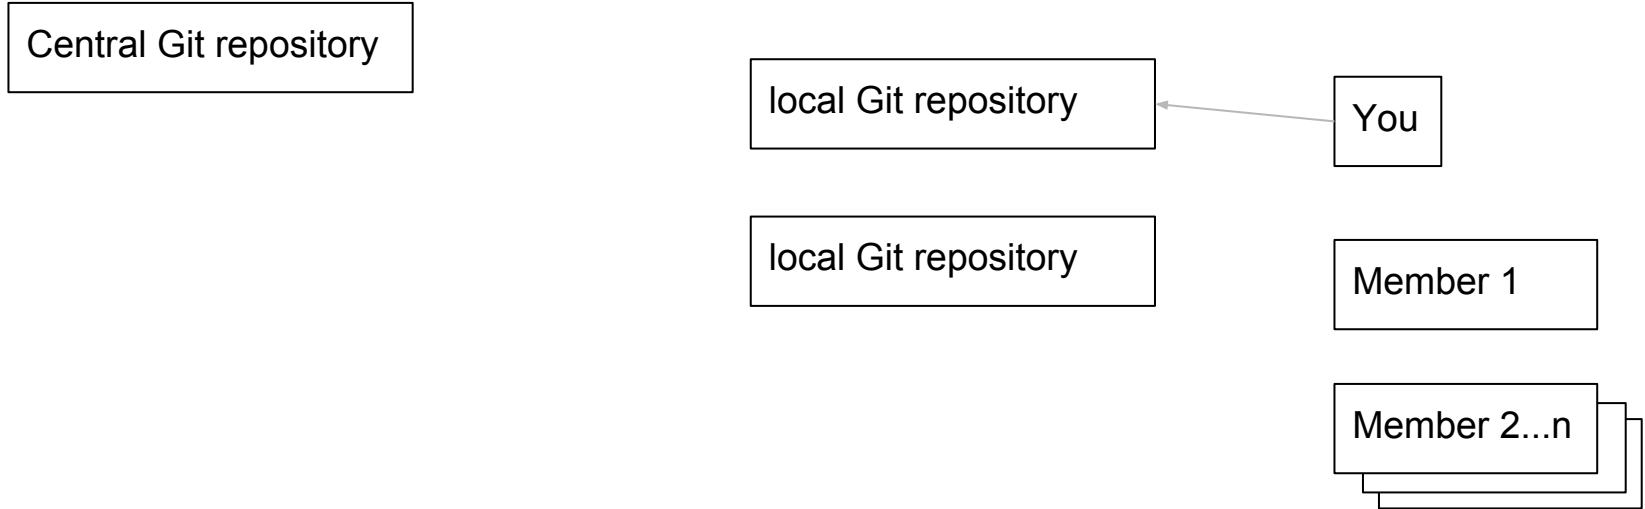 Central Git repository
local Git repository
You
local Git repository
Member 1
Member 2...n